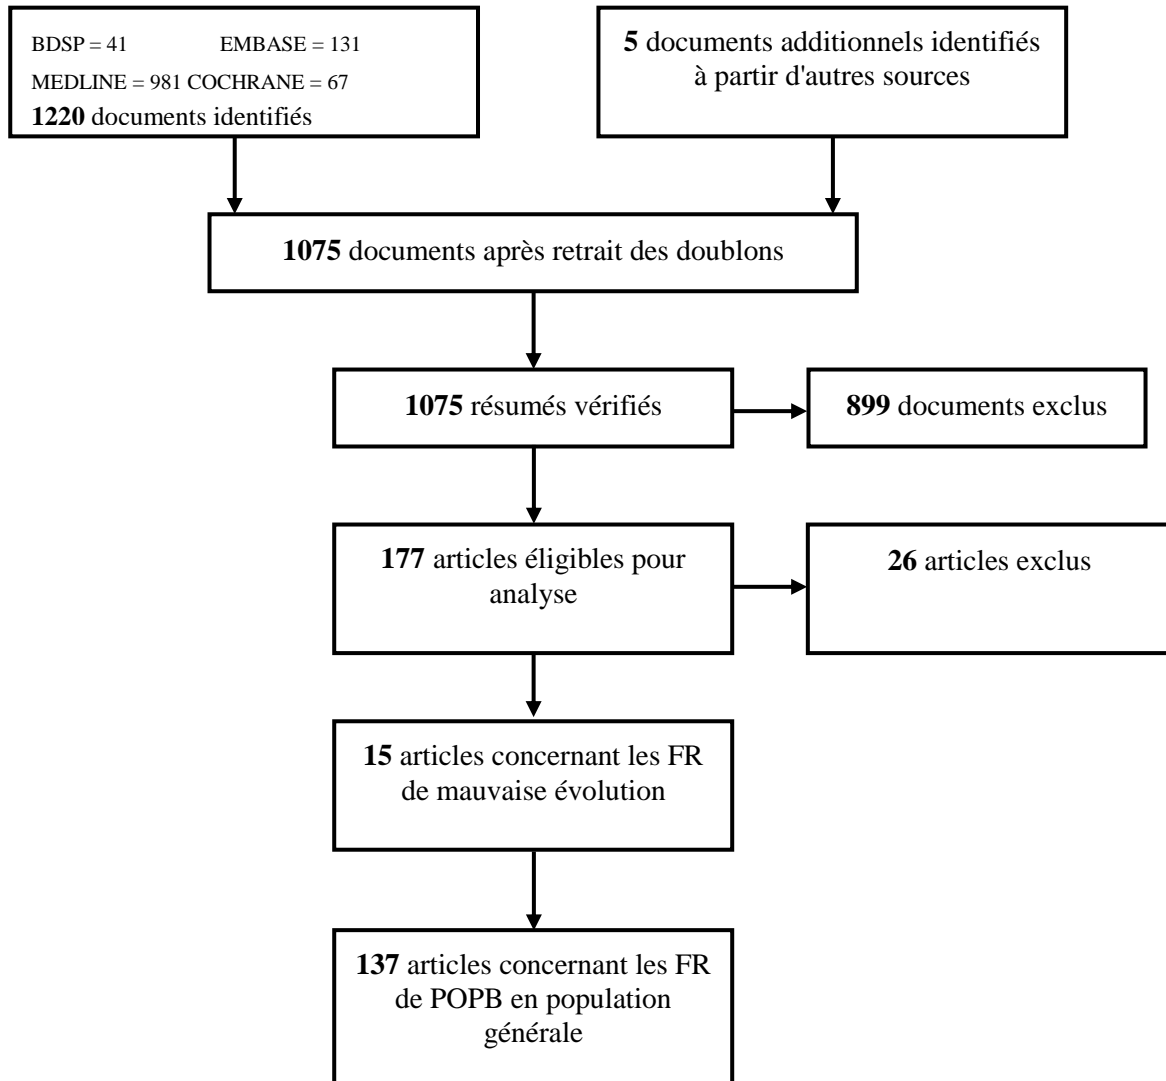 BDSP = 41 EMBASE = 131
MEDLINE = 981 COCHRANE = 67
1220 documents identifiés
5 documents additionnels identifiés
à partir d'autres sources
1075 documents après retrait des doublons
1075 résumés vérifiés
899 documents exclus
177 articles éligibles pour
analyse
26 articles exclus
15 articles concernant les FR
de mauvaise évolution
137 articles concernant les FR
de POPB en population
générale